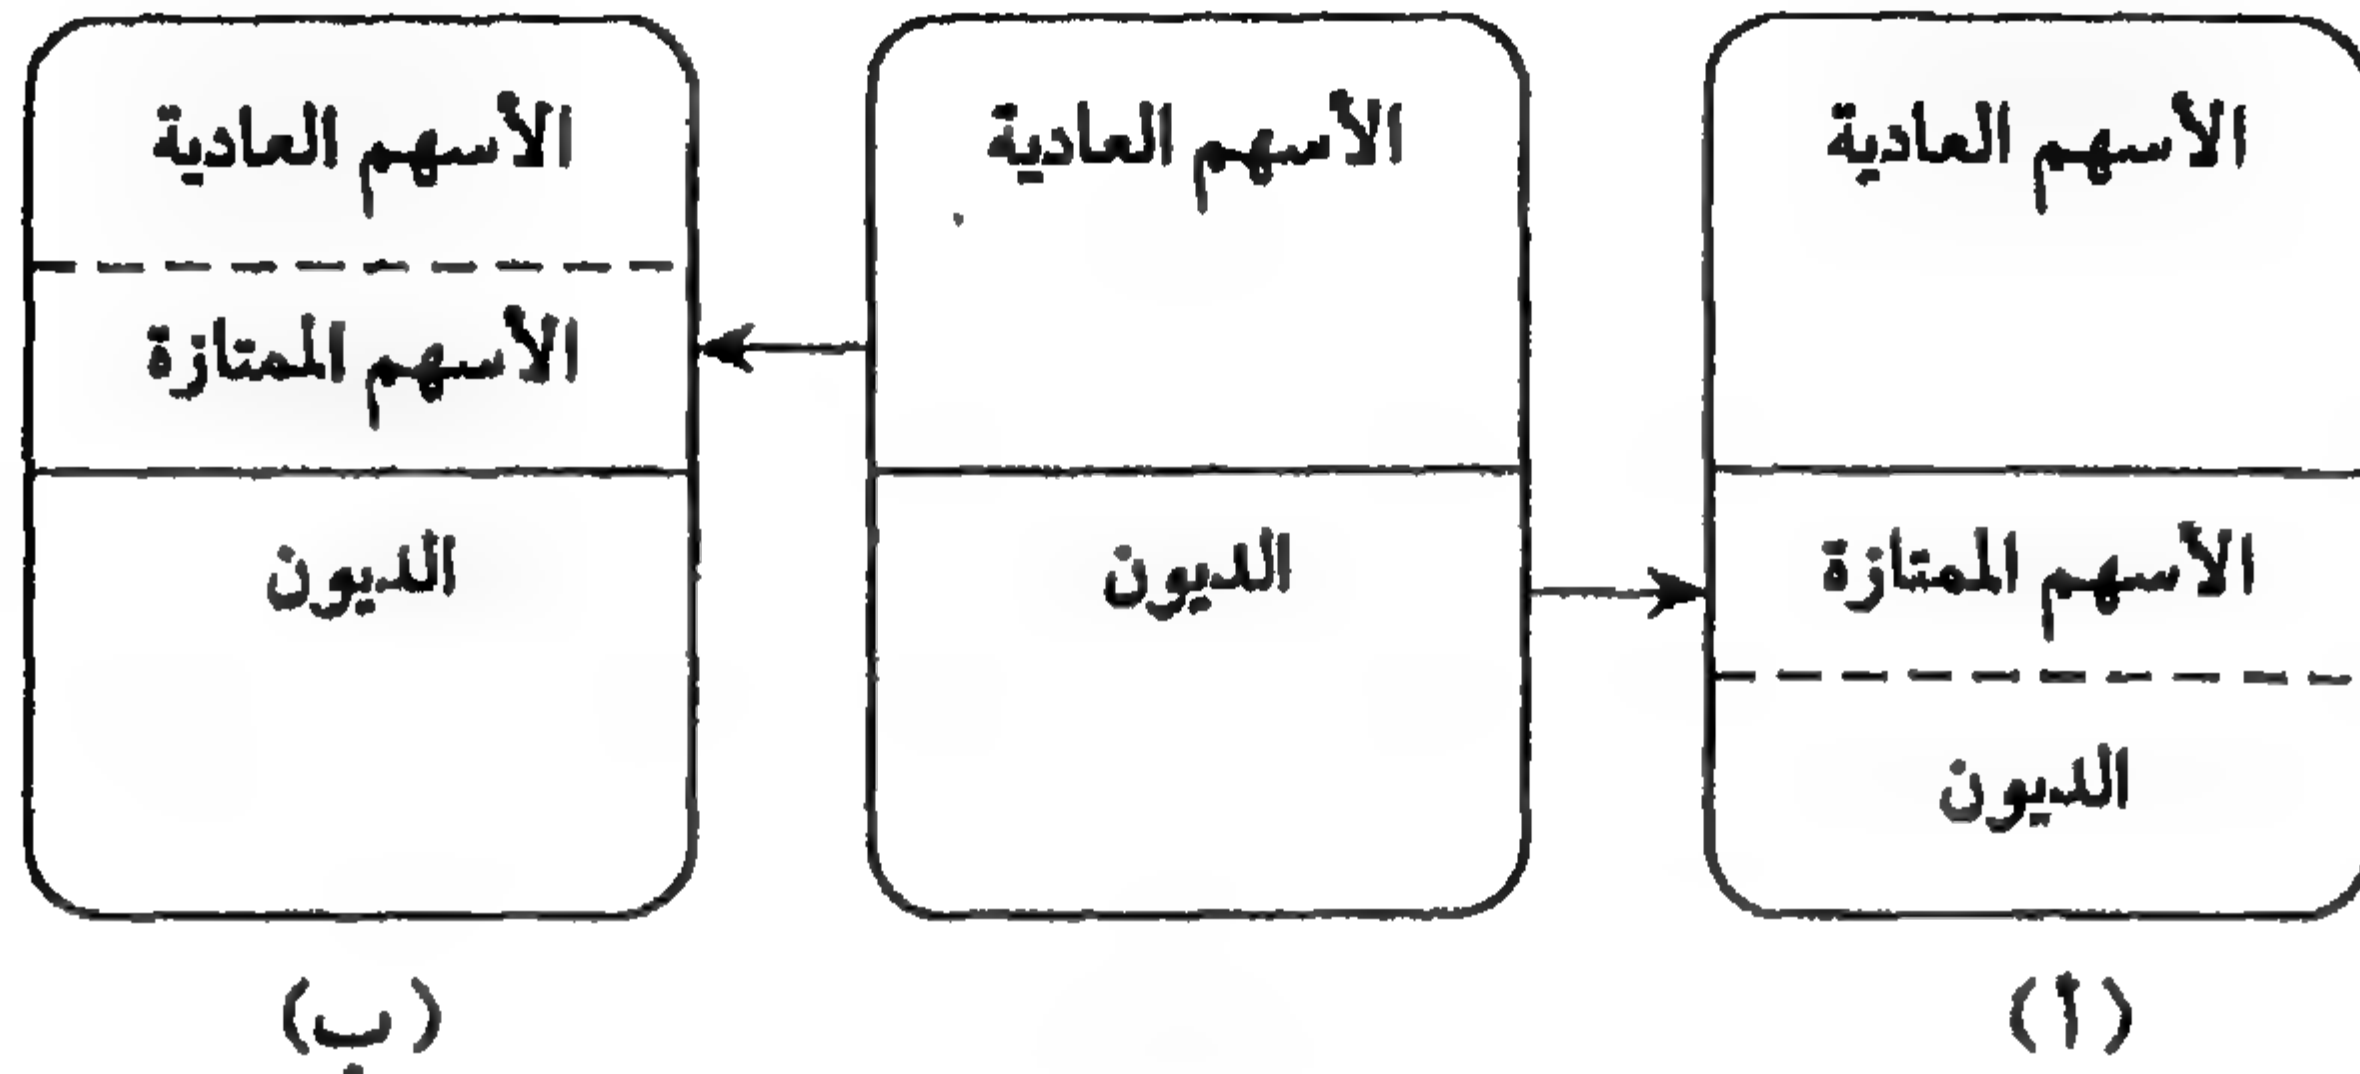 الأسهم العادية
الأسهم الممتازة
الديون
(أ)
الأسهم العادية
الديون
الأسهم العادية
الأسهم الممتازة
الديون
(ب)